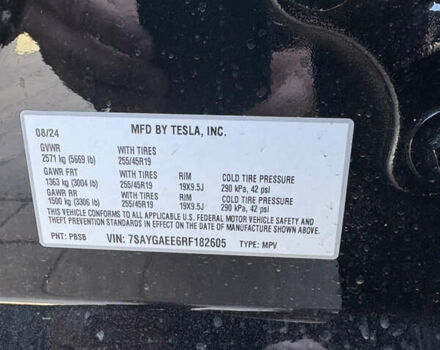 08/24 MFD BY TESLA, INC.
GVWR WITH TIRES
2571 kg (5669 lb) 255/45R19
GAWR FRT WITH TIRES RIM COLD TIRE PRESSURE
1363 kg (3004 lb) 255/45R19 19X9.5J 290 kPa, 42 psi
GAWR RR WITH TIRES RIM COLD TIRE PRESSURE
1500 kg (3306 lb) 255/45R19 19X9.5J 290 kPa, 42 psi
THIS VEHICLE CONFORMS TO ALL APPLICABLE U.S. FEDERAL MOTOR VEHICLE SAFETY AND
THEFT PREVENTION STANDARDS IN EFFECT ON THE DATE OF MANUFACTURE SHOWN ABOVE.
PNT: PBSB VIN: 7SAYGAEE6RF182605 TYPE: MPV